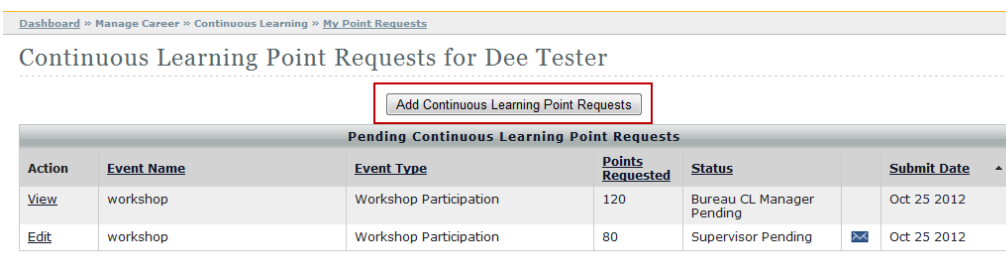 Dashboard » Manage Career » Continuous Learning » My Point Requests
Continuous Learning Point Requests for Dee Tester
Add Continuous Learning Point Requests
Pending Continuous Learning Point Requests
Action Event Name Event Type Points Requested Status Submit Date
View workshop Workshop Participation 120 Bureau CL Manager Pending Oct 25 2012
Edit workshop Workshop Participation 80 Supervisor Pending Oct 25 2012